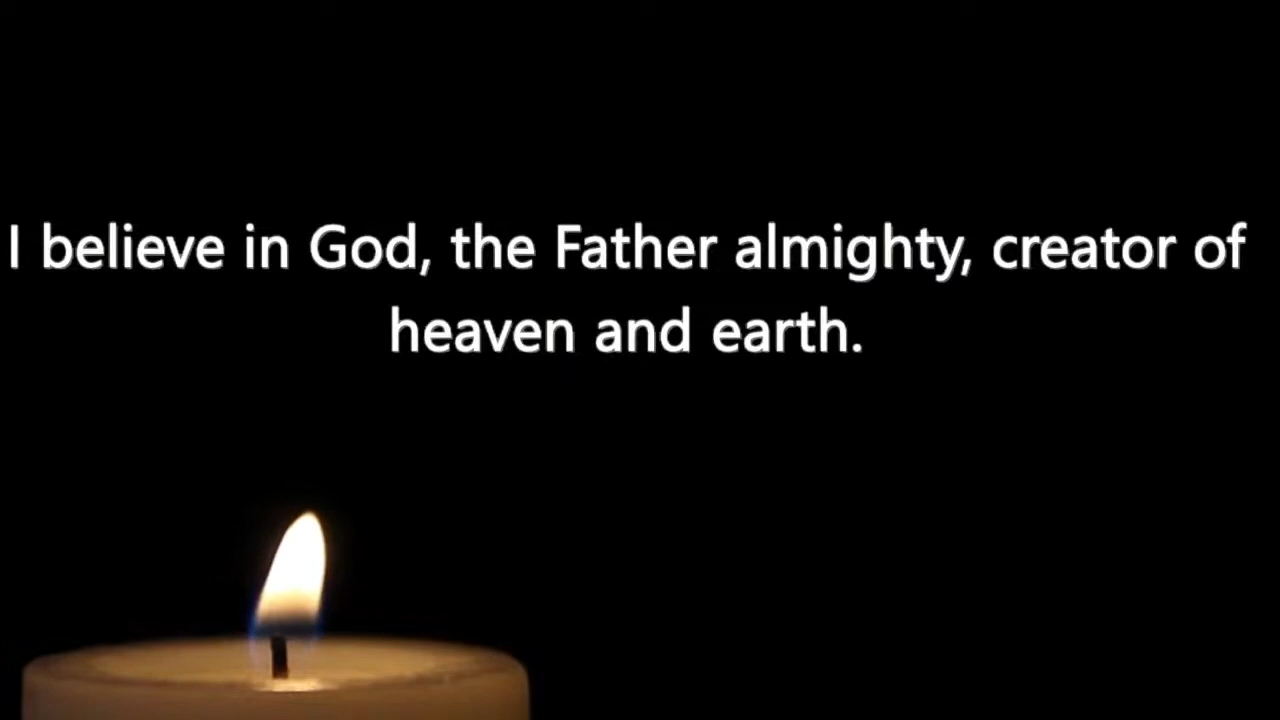 I believe in God, the Father almighty, creator of
heaven and earth.